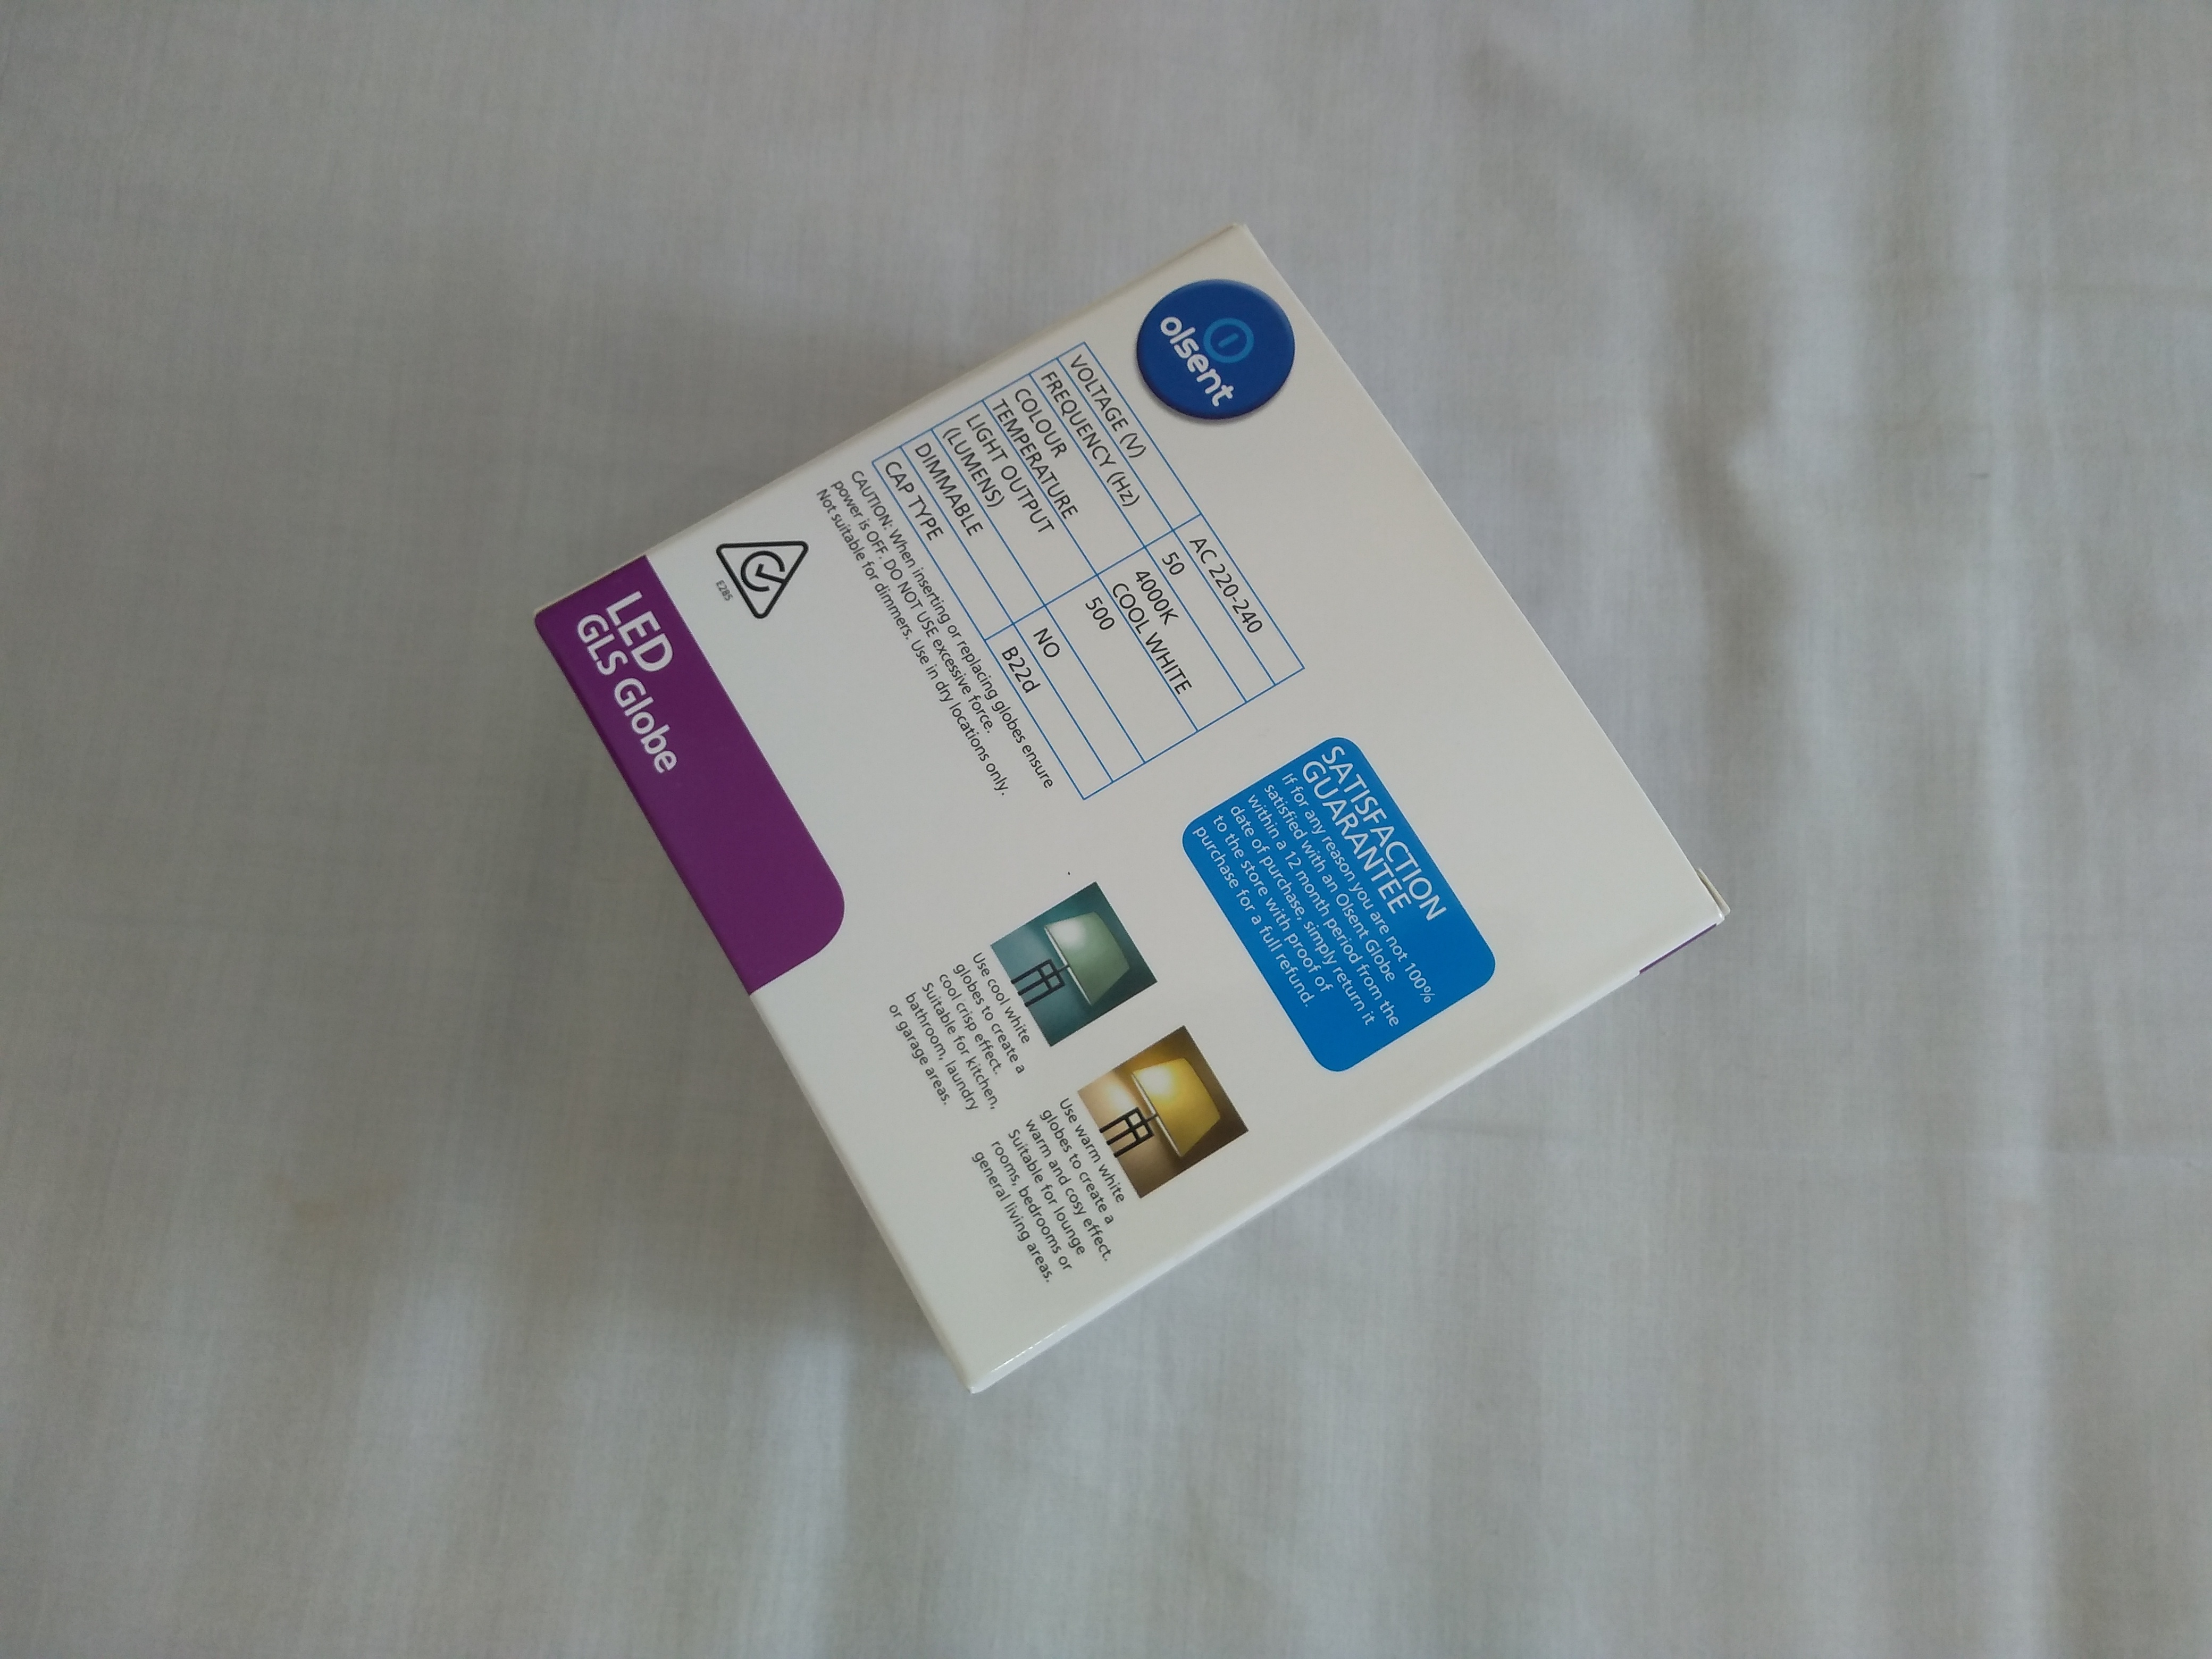 olsent
VOLTAGE (V) AC 220-240
FREQUENCY (Hz) 50
COLOUR
TEMPERATURE
4000K
COOL WHITE
LIGHT OUTPUT
(LUMENS)
500
DIMMABLE NO
CAP TYPE B22d
CAUTION: When inserting or replacing globes ensure
power is OFF. DO NOT USE excessive force.
Not suitable for dimmers. Use in dry locations only.
E285
LED
GLS Globe
SATISFACTION
GUARANTEE
If for any reason you are not 100%
satisfied with an Olsent Globe
within a 12 month period from the
date of purchase, simply return it
to the store with proof of
purchase for a full refund.
Use cool white
globes to create a
cool crisp effect.
Suitable for kitchen,
bathroom, laundry
or garage areas.
Use warm white
globes to create a
warm and cosy effect.
Suitable for lounge
rooms, bedrooms or
general living areas.